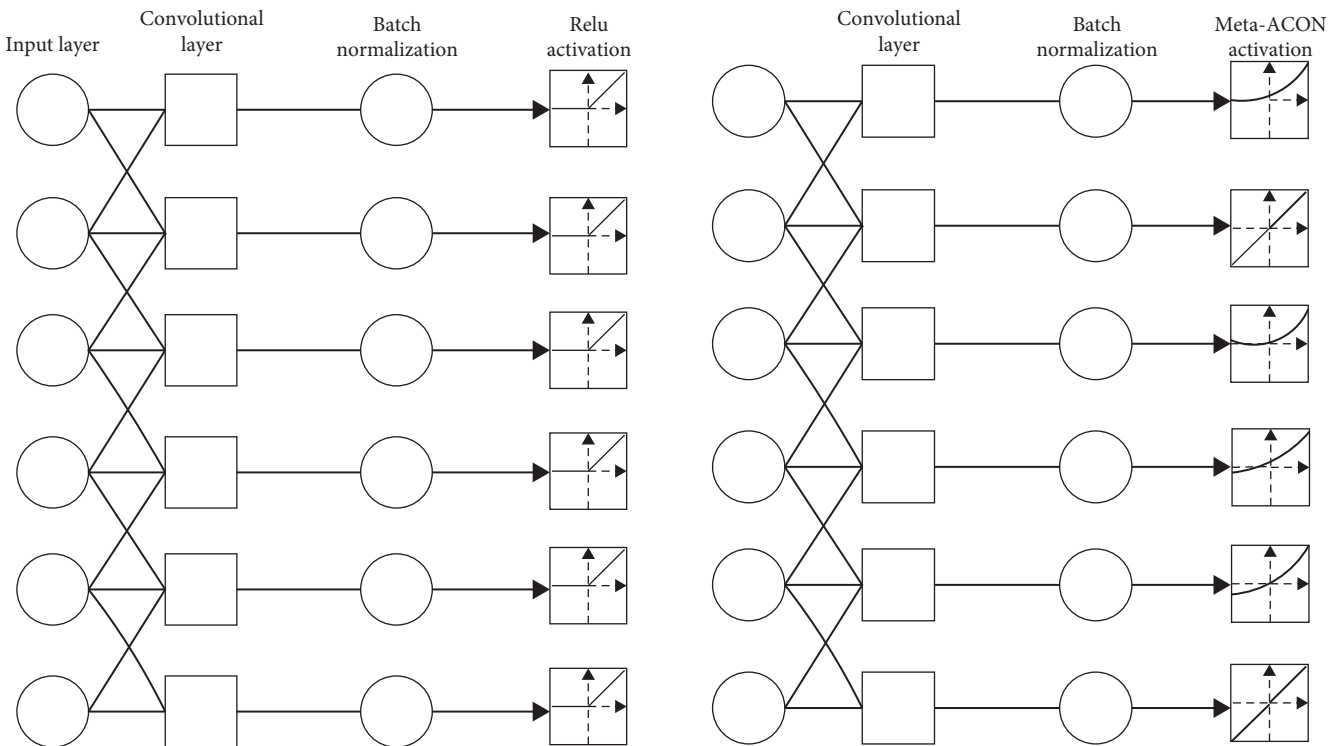 Input layer
Convolutional
layer
Batch
normalization
Relu
activation
Convolutional
layer
Batch
normalization
Meta-ACON
activation